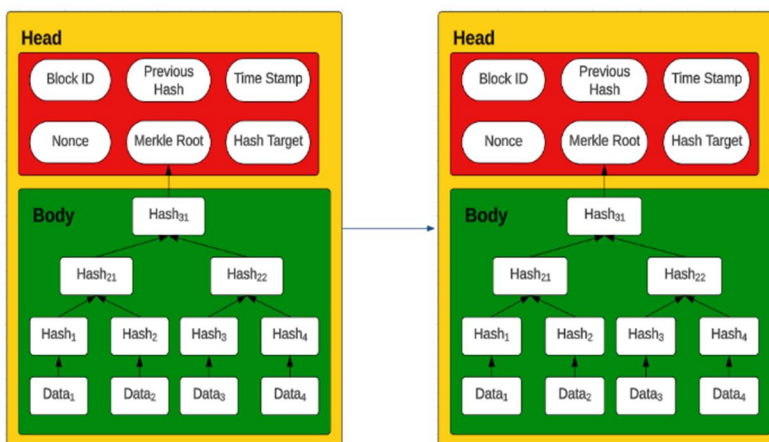 Head
Block ID
Previous
Hash
Time Stamp
Nonce
Merkle Root
Hash Target
Body
Hash₃₁
Hash₂₁
Hash₂₂
Hash₁
Hash₂
Hash₃
Hash₄
Data₁
Data₂
Data₃
Data₄
Head
Block ID
Previous
Hash
Time Stamp
Nonce
Merkle Root
Hash Target
Body
Hash₃₁
Hash₂₁
Hash₂₂
Hash₁
Hash₂
Hash₃
Hash₄
Data₁
Data₂
Data₃
Data₄